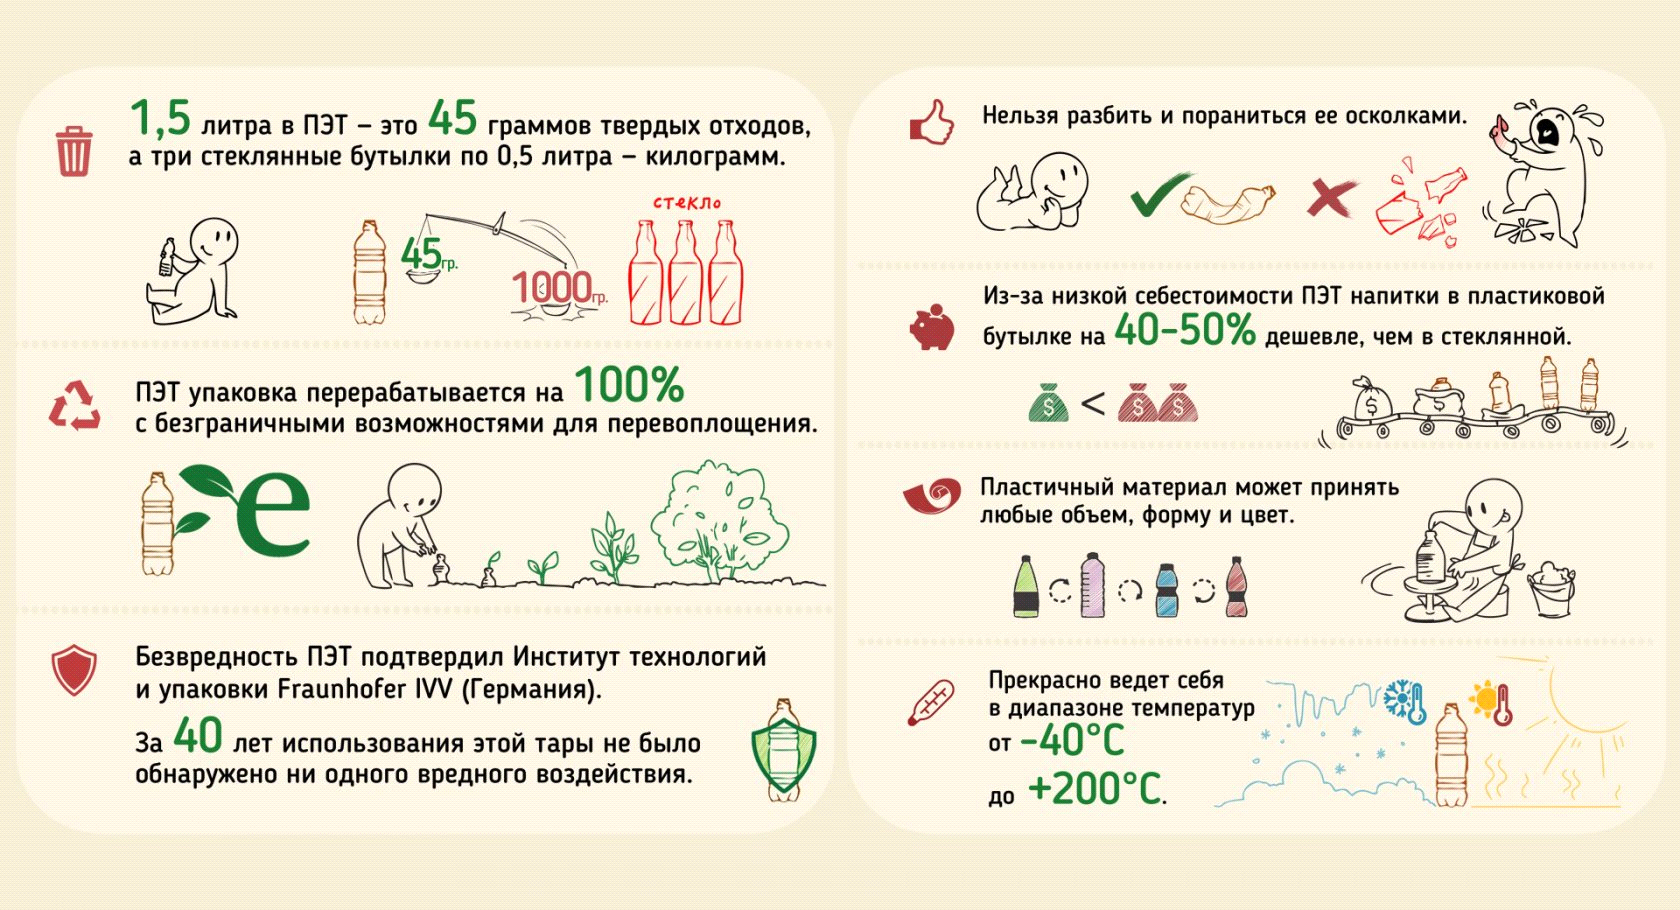 1,5 литра в ПЭТ – это 45 граммов твердых отходов,
а три стеклянные бутылки по 0,5 литра – килограмм.
стекло
45гр.
1000гр.
ПЭТ упаковка перерабатывается на 100%
с безграничными возможностями для перевоплощения.
e
Безвредность ПЭТ подтвердил Институт технологий
и упаковки Fraunhofer IVV (Германия).
За 40 лет использования этой тары не было
обнаружено ни одного вредного воздействия.
Нельзя разбить и пораниться ее осколками.
Из-за низкой себестоимости ПЭТ напитки в пластиковой
бутылке на 40-50% дешевле, чем в стеклянной.
$ < $ $
$ $
Пластичный материал может принять
любые объем, форму и цвет.
Прекрасно ведет себя
в диапазоне температур
от -40°C
до +200°C.